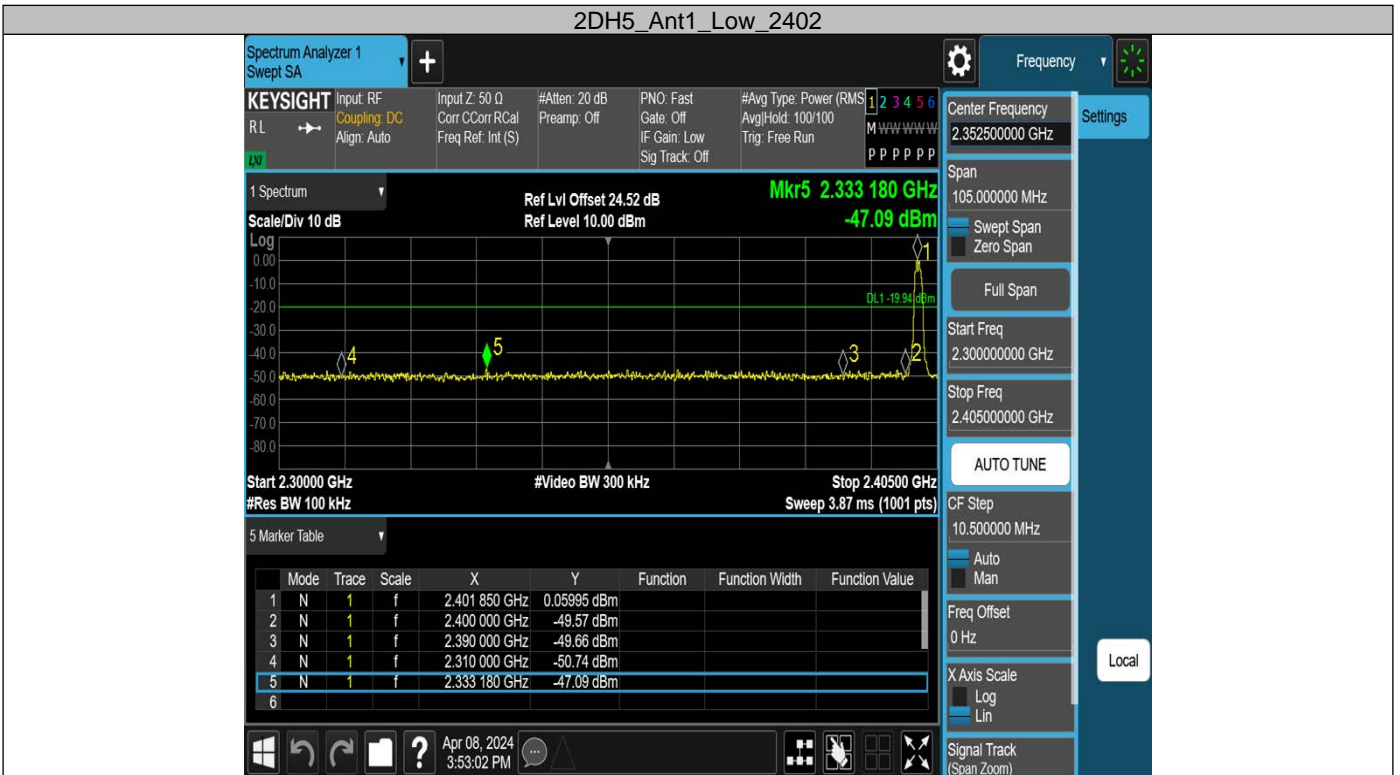 2DH5_Ant1_Low_2402
Spectrum Analyzer 1
Swept SA
+
Frequency
KEYSIGHT
RL
LXI
Input: RF
Coupling: DC
Align: Auto
Input Z: 50 Ω
Corr CCorr RCal
Freq Ref: Int (S)
#Atten: 20 dB
Preamp: Off
PNO: Fast
Gate: Off
IF Gain: Low
Sig Track: Off
#Avg Type: Power (RMS
Avg|Hold: 100/100
Trig: Free Run
1 2 3 4 5 6
M W W W W W
P P P P P P
1 Spectrum
Scale/Div 10 dB
Ref Lvl Offset 24.52 dB
Ref Level 10.00 dBm
Mkr5 2.333 180 GHz
-47.09 dBm
Log
0.00
-10.0
-20.0
-30.0
-40.0
-50.0
-60.0
-70.0
-80.0
DL1 -19.94 dBm
1
2
3
4
5
Start 2.30000 GHz
#Video BW 300 kHz
Stop 2.40500 GHz
#Res BW 100 kHz
Sweep 3.87 ms (1001 pts)
5 Marker Table
Mode Trace Scale X Y Function Function Width Function Value
1 N 1 f 2.401 850 GHz 0.05995 dBm
2 N 1 f 2.400 000 GHz -49.57 dBm
3 N 1 f 2.390 000 GHz -49.66 dBm
4 N 1 f 2.310 000 GHz -50.74 dBm
5 N 1 f 2.333 180 GHz -47.09 dBm
6
?
Apr 08, 2024
3:53:02 PM
Center Frequency
2.352500000 GHz
Settings
Span
105.000000 MHz
Swept Span
Zero Span
Full Span
Start Freq
2.300000000 GHz
Stop Freq
2.405000000 GHz
AUTO TUNE
CF Step
10.500000 MHz
Auto
Man
Freq Offset
0 Hz
Local
X Axis Scale
Log
Lin
Signal Track
(Span Zoom)